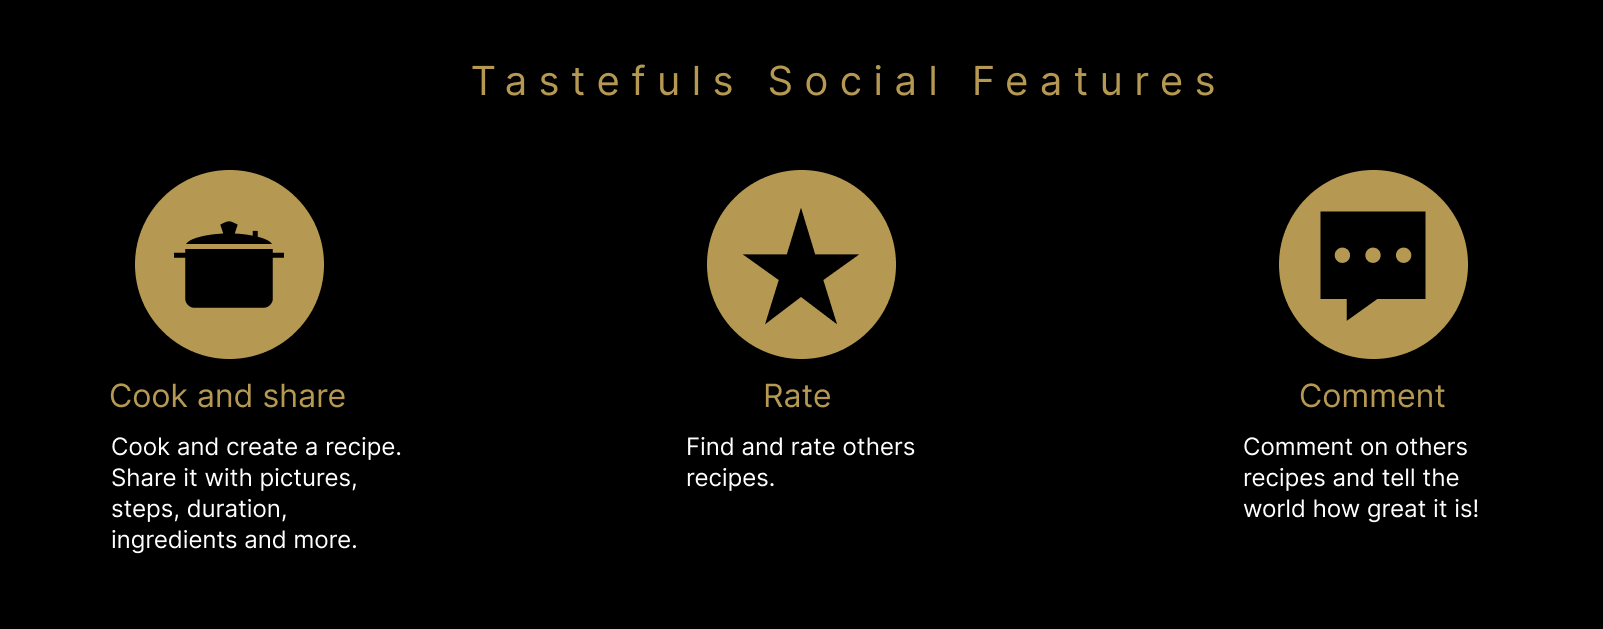 Tastefuls Social Features
Cook and share
Cook and create a recipe.
Share it with pictures,
steps, duration,
ingredients and more.
Rate
Find and rate others
recipes.
Comment
Comment on others
recipes and tell the
world how great it is!